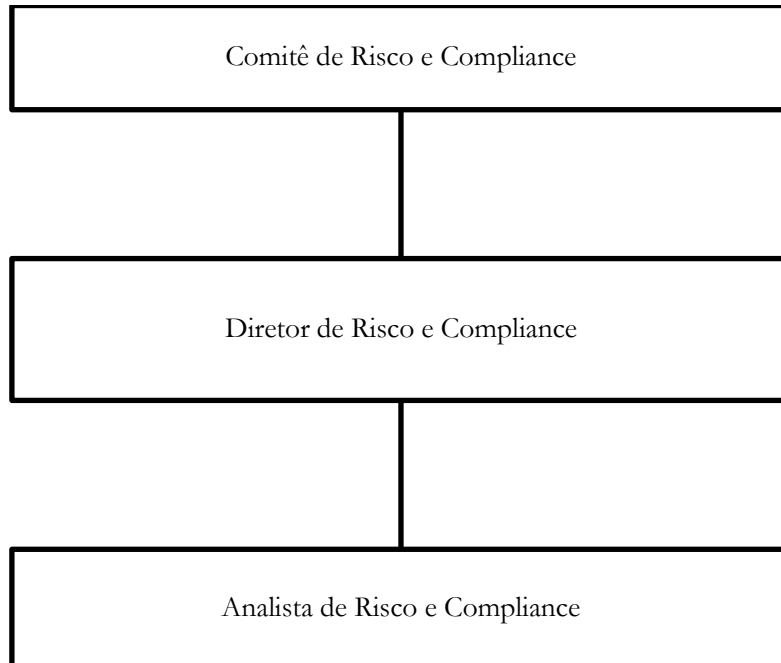 Comitê de Risco e Compliance
Diretor de Risco e Compliance
Analista de Risco e Compliance